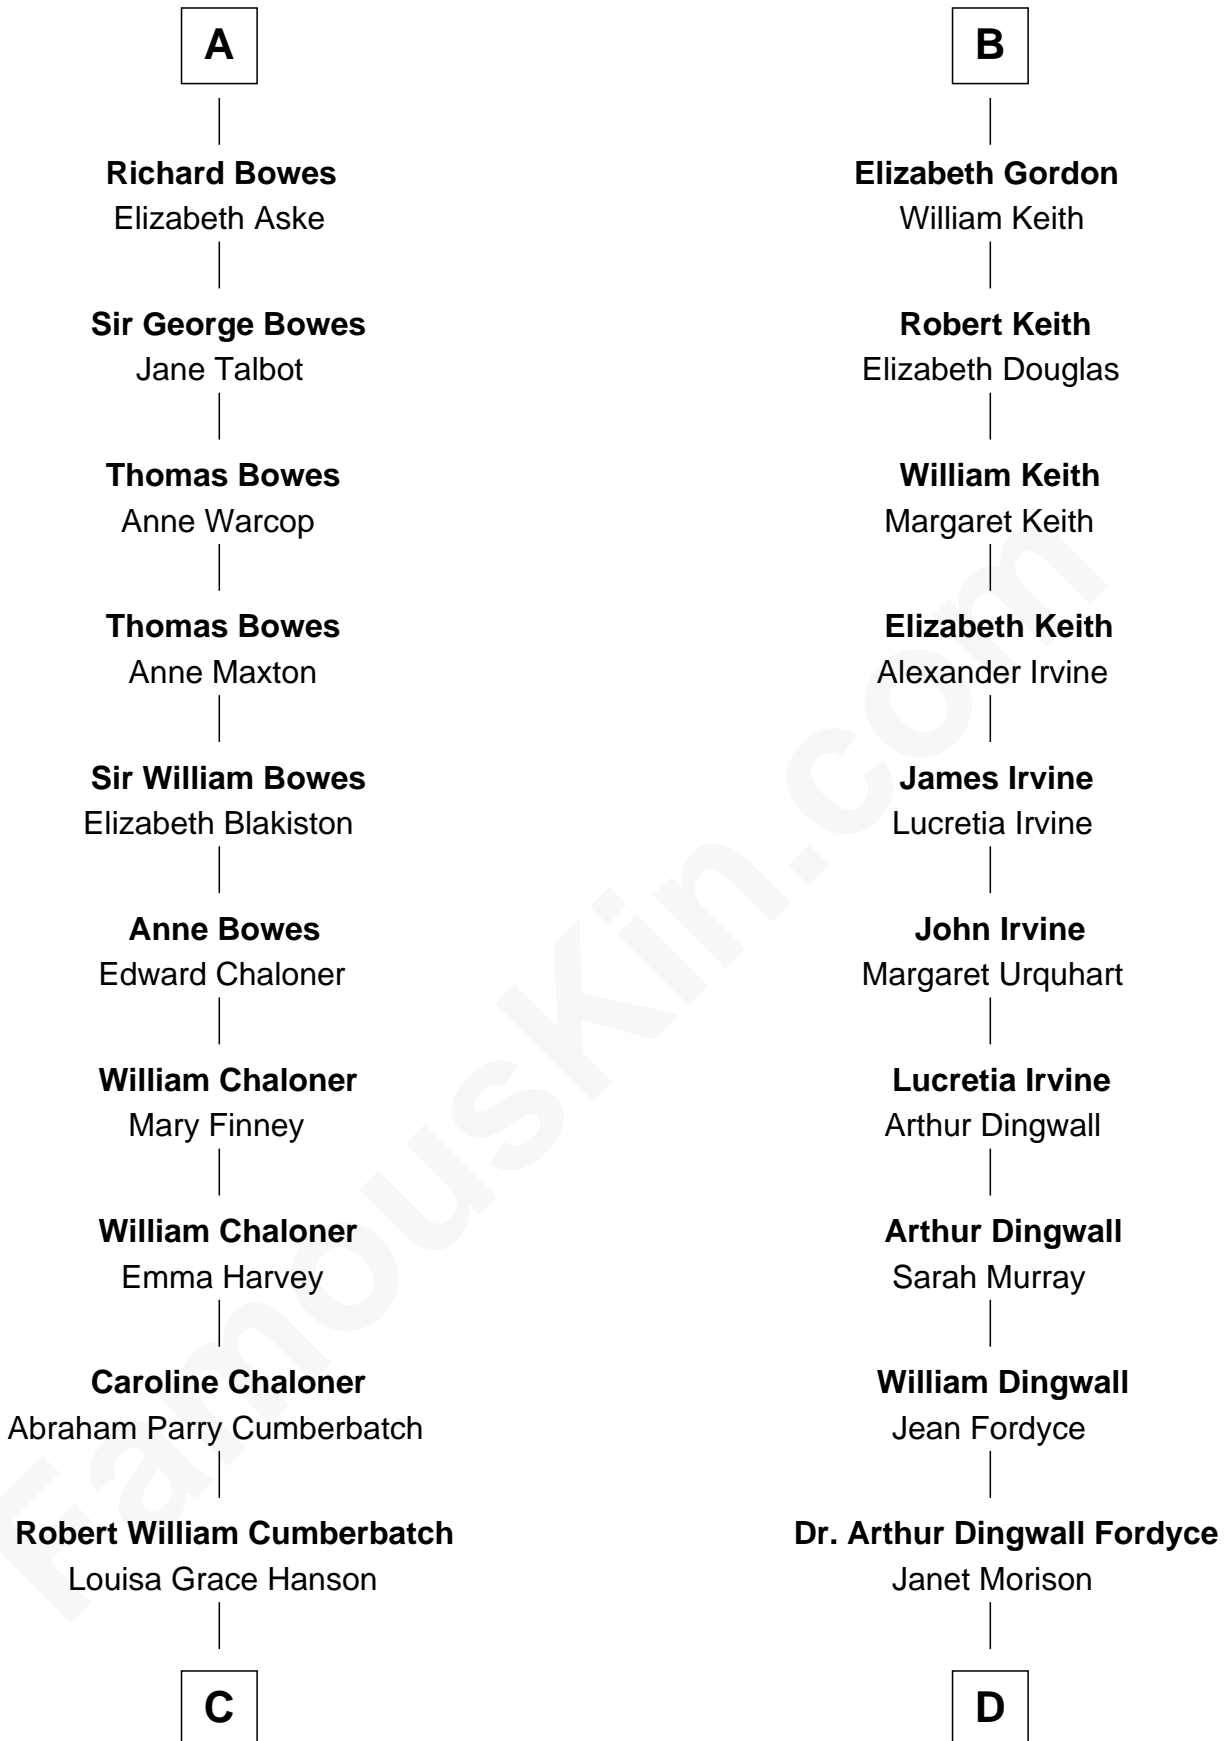 A
Richard Bowes
Elizabeth Aske
Sir George Bowes
Jane Talbot
Thomas Bowes
Anne Warcop
Thomas Bowes
Anne Maxton
Sir William Bowes
Elizabeth Blakiston
Anne Bowes
Edward Chaloner
William Chaloner
Mary Finney
William Chaloner
Emma Harvey
Caroline Chaloner
Abraham Parry Cumberbatch
Robert William Cumberbatch
Louisa Grace Hanson
C
B
Elizabeth Gordon
William Keith
Robert Keith
Elizabeth Douglas
William Keith
Margaret Keith
Elizabeth Keith
Alexander Irvine
James Irvine
Lucretia Irvine
John Irvine
Margaret Urquhart
Lucretia Irvine
Arthur Dingwall
Arthur Dingwall
Sarah Murray
William Dingwall
Jean Fordyce
Dr. Arthur Dingwall Fordyce
Janet Morison
D
FamousKin.com